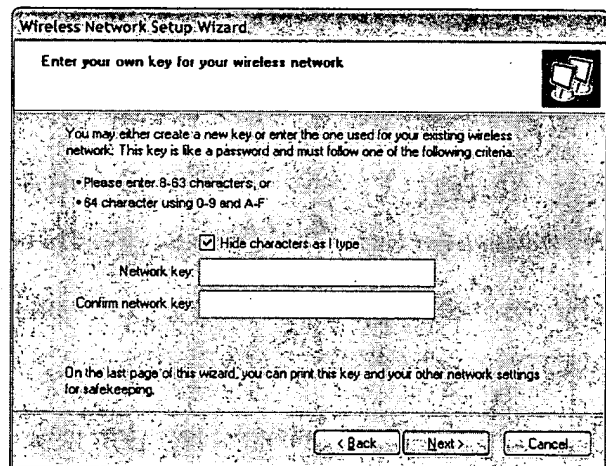 Wireless Network Setup Wizard
Enter your own key for your wireless network
You may either create a new key or enter the one used for your existing wireless
network. This key is like a password and must follow one of the following criteria:
• Please enter 8-63 characters, or
• 64 character using 0-9 and A-F
Hide characters as I type
Network key:
Confirm network key:
On the last page of this wizard, you can print this key and your other network settings
for safekeeping.
< Back Next > Cancel